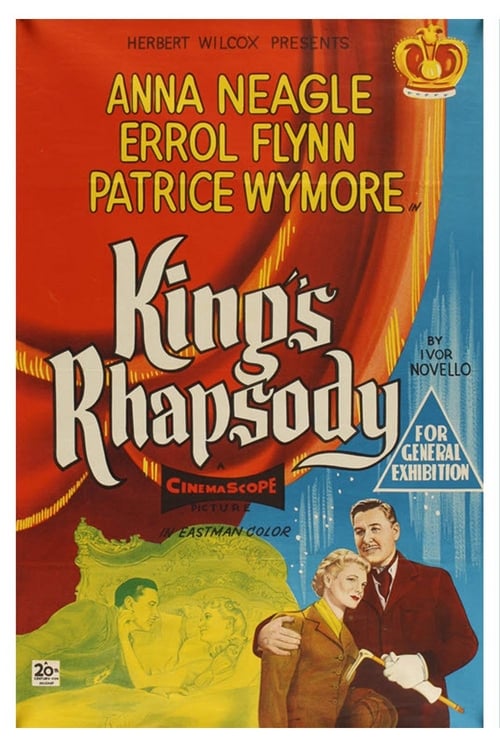 HERBERT WILCOX PRESENTS
ANNA NEAGLE
ERROL FLYNN
PATRICE WYMORE
IN
King's
Rhapsody
BY
IVOR
NOVELLO
FOR
GENERAL
EXHIBITION
A
CINEMASCOPE
PICTURE
IN EASTMAN COLOR
A
20th